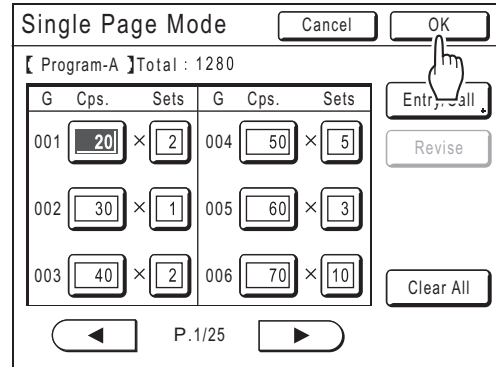 Single Page Mode Cancel OK
【 Program-A 】Total : 1280
G Cps. Sets G Cps. Sets
001 20 × 2 004 50 × 5
002 30 × 1 005 60 × 3
003 40 × 2 006 70 × 10
Revise
Clear All
◄ P.1/25 ►